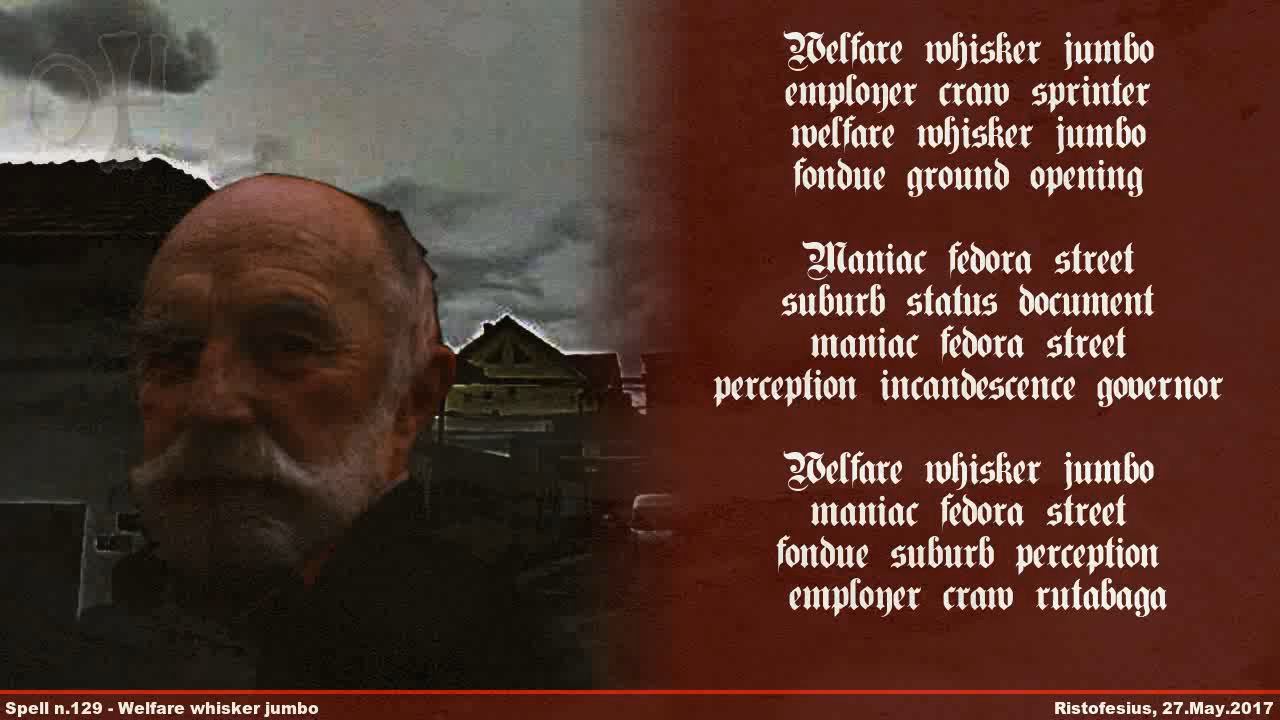 Welfare whisker jumbo
employer craw sprinter
welfare whisker jumbo
fondue ground opening
Maniac fedora street
suburb status document
maniac fedora street
perception incandescence governor
Welfare whisker jumbo
maniac fedora street
fondue suburb perception
employer craw rutabaga
Spell n.129 - Welfare whisker jumbo
Ristofesius, 27.May.2017